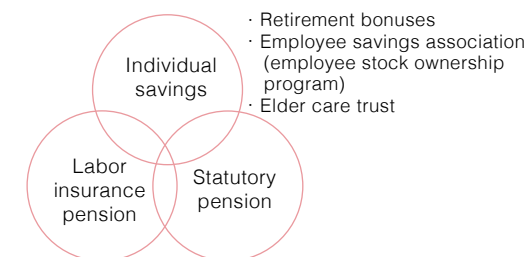 Individual
savings
· Retirement bonuses
· Employee savings association
(employee stock ownership
program)
· Elder care trust
Labor
insurance
pension
Statutory
pension